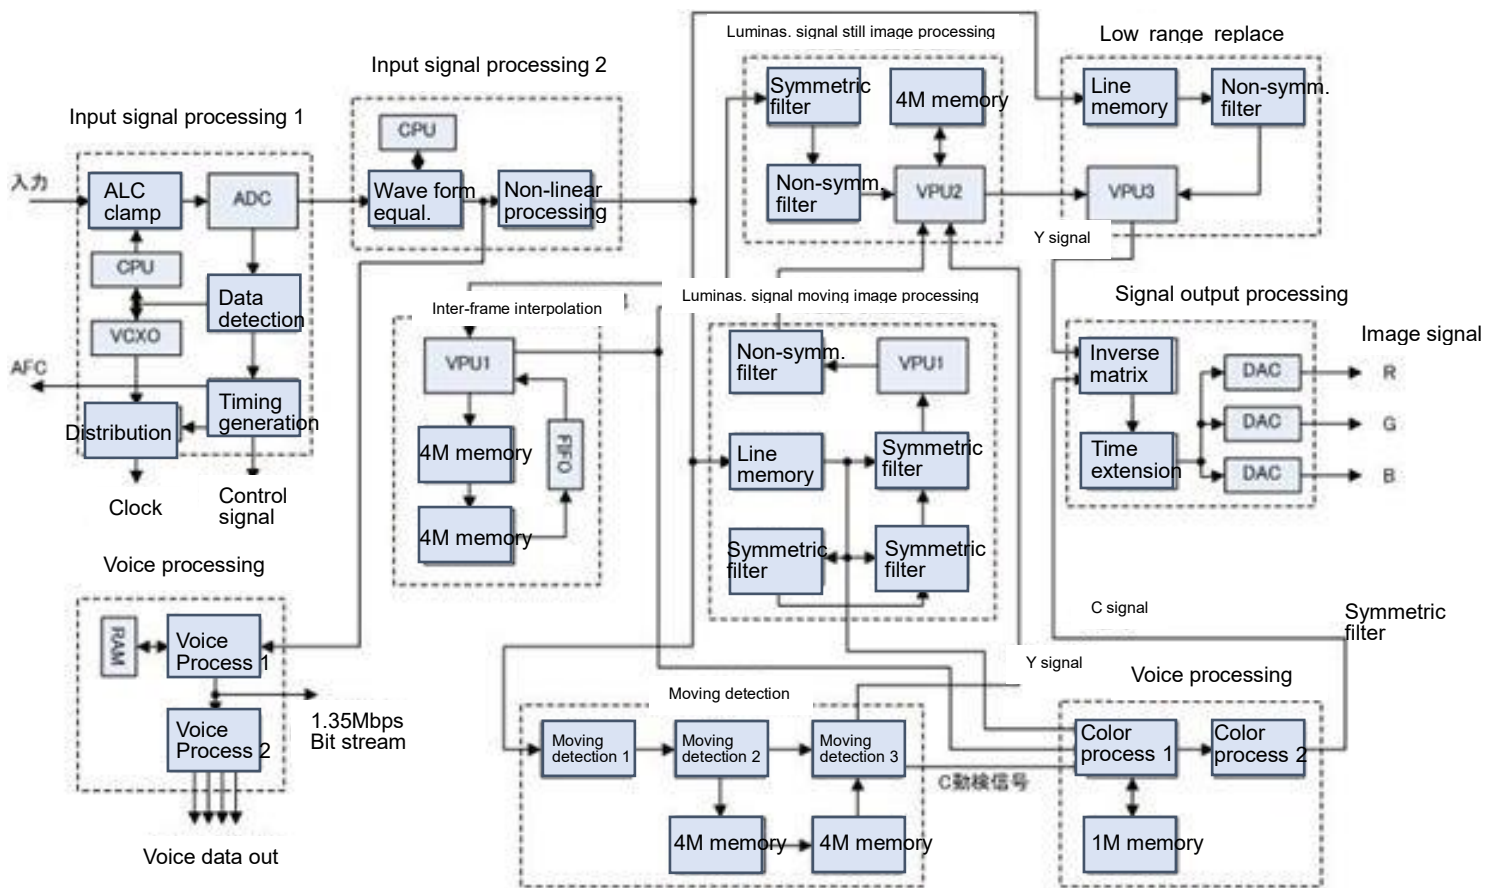 Luminas. signal still image processing
Low range replace
Input signal processing 2
Symmetric
filter
4M memory
Line
memory
Non-symm.
filter
Input signal processing 1
CPU
入力
ALC
clamp
ADC
Wave form
equal.
Non-linear
processing
Non-symm.
filter
VPU2
VPU3
Y signal
CPU
Data
detection
VCXO
Inter-frame interpolation
Luminas. signal moving image processing
Signal output processing
Image signal
AFC
Timing
generation
Distribution
Clock
Control
signal
VPU1
4M memory
FIFO
4M memory
Non-symm.
filter
VPU1
Line
memory
Symmetric
filter
Symmetric
filter
Symmetric
filter
Inverse
matrix
Time
extension
DAC
R
DAC
G
DAC
B
Voice processing
RAM
Voice
Process 1
1.35Mbps
Bit stream
Voice
Process 2
Voice data out
C signal
Symmetric
filter
Y signal
Moving detection
Voice processing
Moving
detection 1
Moving
detection 2
Moving
detection 3
C動検信号
4M memory
4M memory
Color
process 1
Color
process 2
1M memory